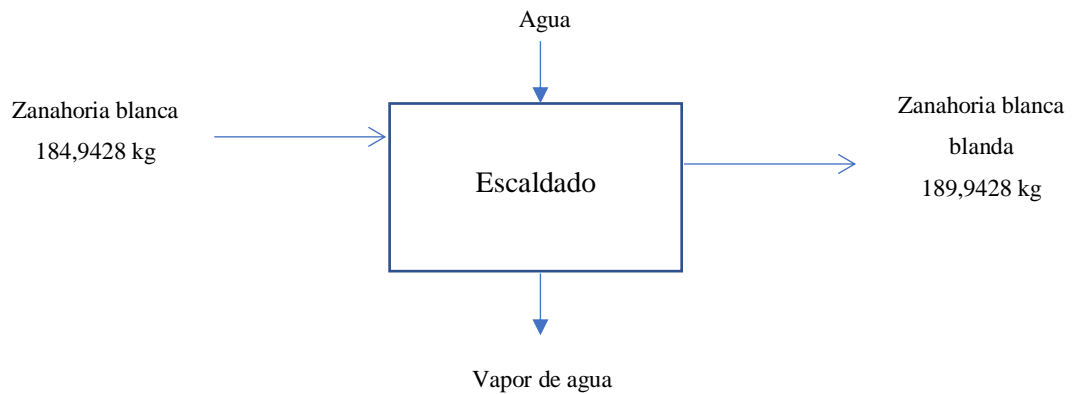 Agua
Zanahoria blanca
184,9428 kg
Escaldado
Zanahoria blanca
blanda
189,9428 kg
Vapor de agua